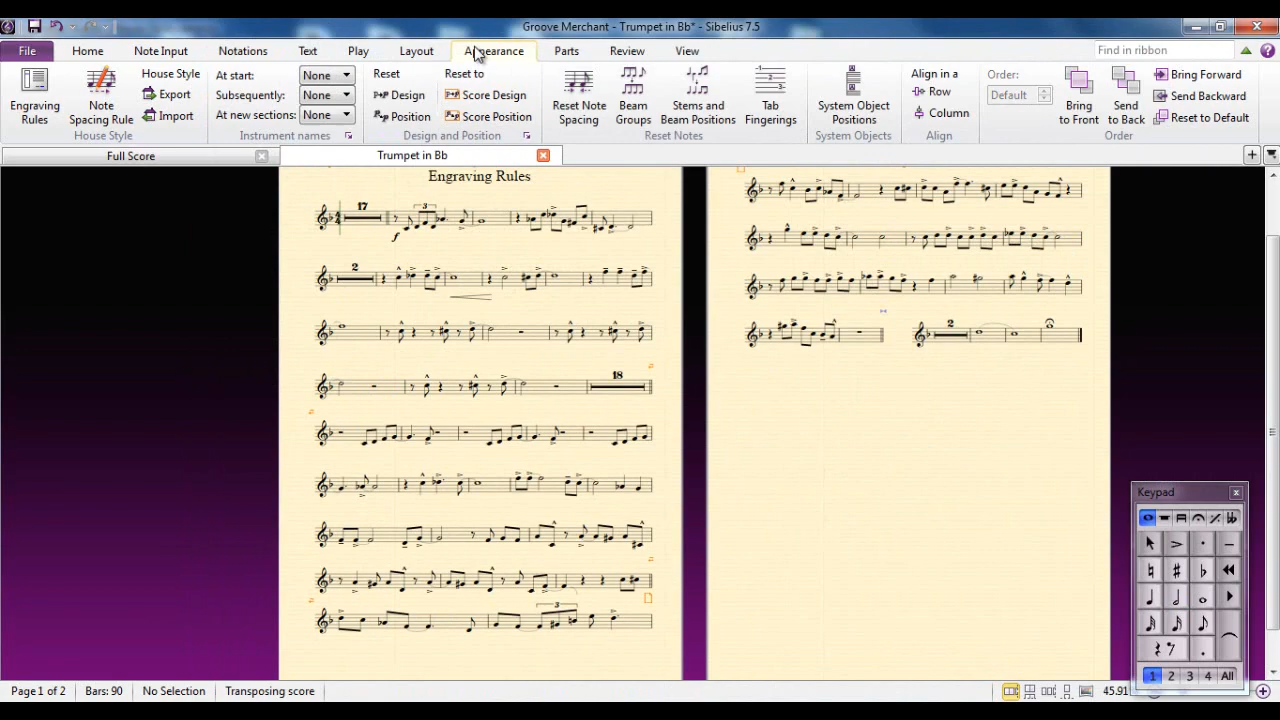 Groove Merchant - Trumpet in Bb* - Sibelius 7.5
File Home Note Input Notations Text Play Layout Appearance Parts Review View Find in ribbon
Engraving Rules
Note Spacing Rule
House Style
Export
Import
House Style
At start: None
Subsequently: None
At new sections: None
Instrument names
Reset
Design
Position
Reset to
Score Design
Score Position
Design and Position
Reset Note Spacing
Beam Groups
Stems and Beam Positions
Tab Fingerings
Reset Notes
System Object Positions
System Objects
Align in a
Row
Column
Align
Order:
Default
Bring to Front
Send to Back
Bring Forward
Send Backward
Reset to Default
Order
Full Score
Trumpet in Bb
Engraving Rules
17
3
f
2
18
3
2
Keypad
1 2 3 4 All
Page 1 of 2 Bars: 90 No Selection Transposing score 45.91